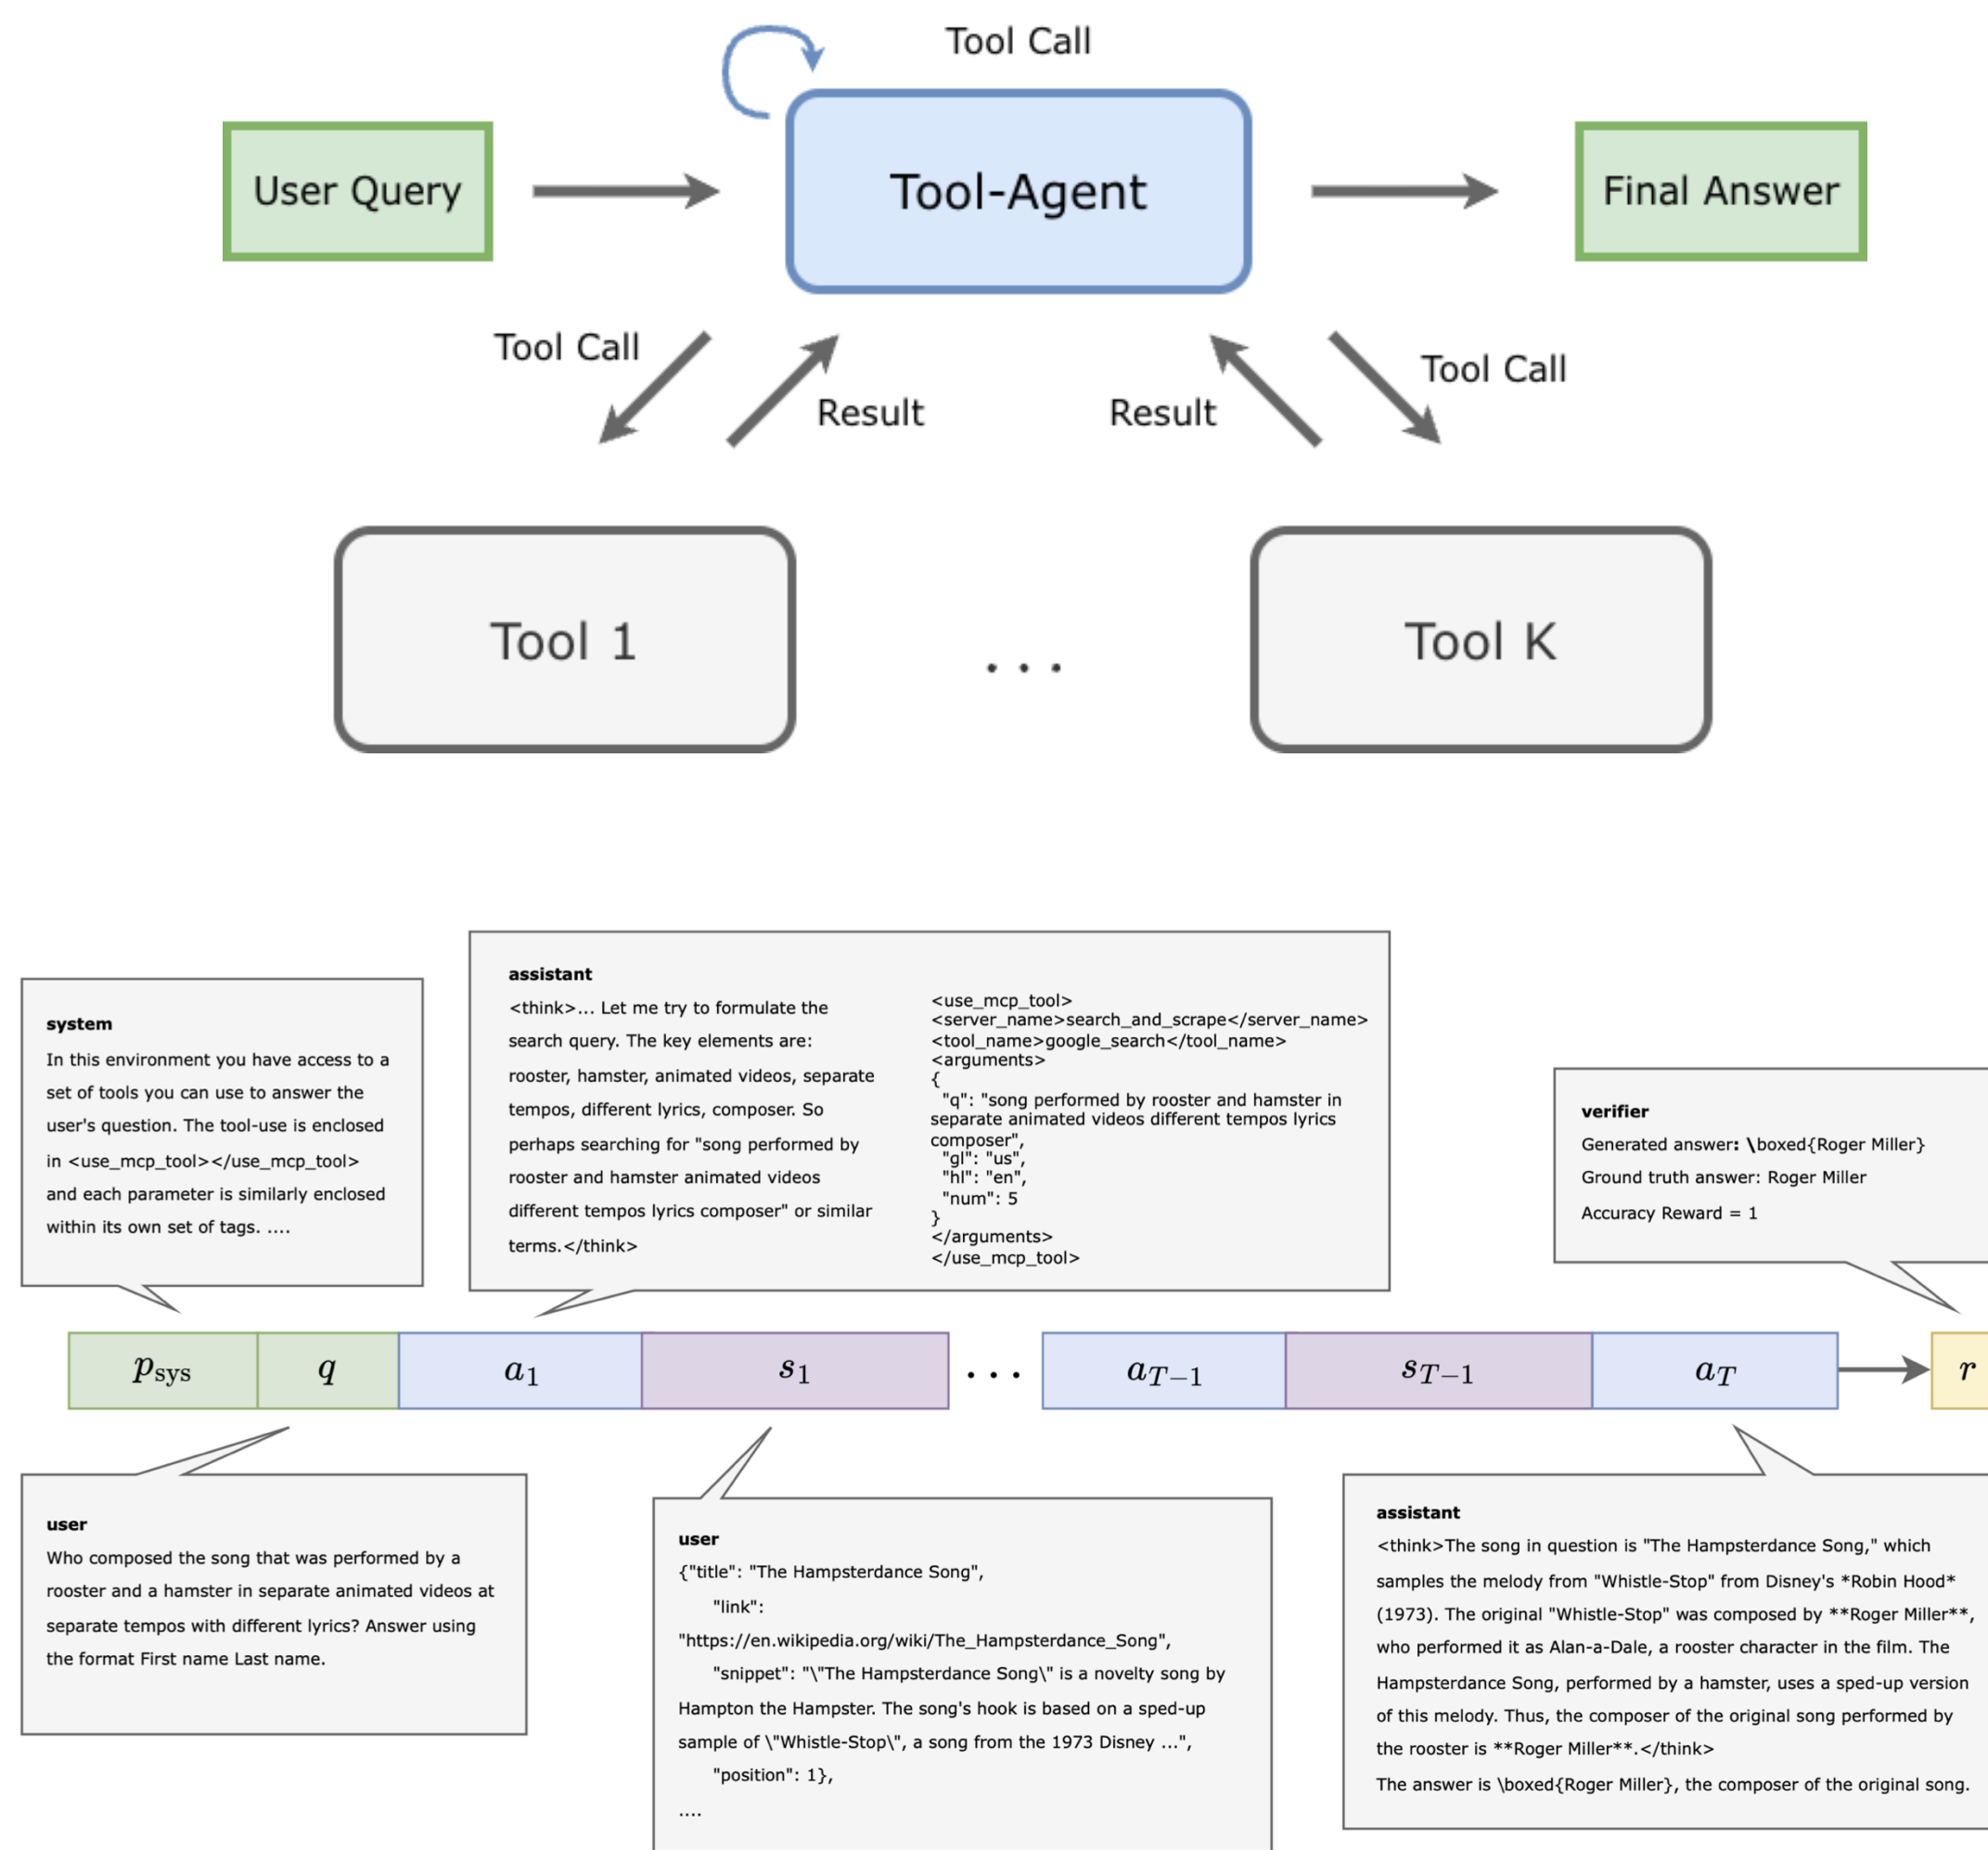 Tool Call
User Query
Tool-Agent
Final Answer
Tool Call
Result
Result
Tool Call
Tool 1
...
Tool K
system
In this environment you have access to a
set of tools you can use to answer the
user's question. The tool-use is enclosed
in <use_mcp_tool></use_mcp_tool>
and each parameter is similarly enclosed
within its own set of tags. ....
assistant
<think>... Let me try to formulate the
search query. The key elements are:
rooster, hamster, animated videos, separate
tempos, different lyrics, composer. So
perhaps searching for "song performed by
rooster and hamster animated videos
different tempos lyrics composer" or similar
terms.</think>
<use_mcp_tool>
<server_name>search_and_scrape</server_name>
<tool_name>google_search</tool_name>
<arguments>
{
"q": "song performed by rooster and hamster in
separate animated videos different tempos lyrics
composer",
"gl": "us",
"hl": "en",
"num": 5
}
</arguments>
</use_mcp_tool>
verifier
Generated answer: \boxed{Roger Miller}
Ground truth answer: Roger Miller
Accuracy Reward = 1
p_sys q a_1 s_1 ... a_{T-1} s_{T-1} a_T r
user
Who composed the song that was performed by a
rooster and a hamster in separate animated videos at
separate tempos with different lyrics? Answer using
the format First name Last name.
user
{"title": "The Hampsterdance Song",
"link":
"https://en.wikipedia.org/wiki/The_Hampsterdance_Song",
"snippet": "\"The Hampsterdance Song\" is a novelty song by
Hampton the Hampster. The song's hook is based on a sped-up
sample of \"Whistle-Stop\", a song from the 1973 Disney ...",
"position": 1},
....
assistant
<think>The song in question is "The Hampsterdance Song," which
samples the melody from "Whistle-Stop" from Disney's *Robin Hood*
(1973). The original "Whistle-Stop" was composed by **Roger Miller**,
who performed it as Alan-a-Dale, a rooster character in the film. The
Hampsterdance Song, performed by a hamster, uses a sped-up version
of this melody. Thus, the composer of the original song performed by
the rooster is **Roger Miller**.</think>
The answer is \boxed{Roger Miller}, the composer of the original song.